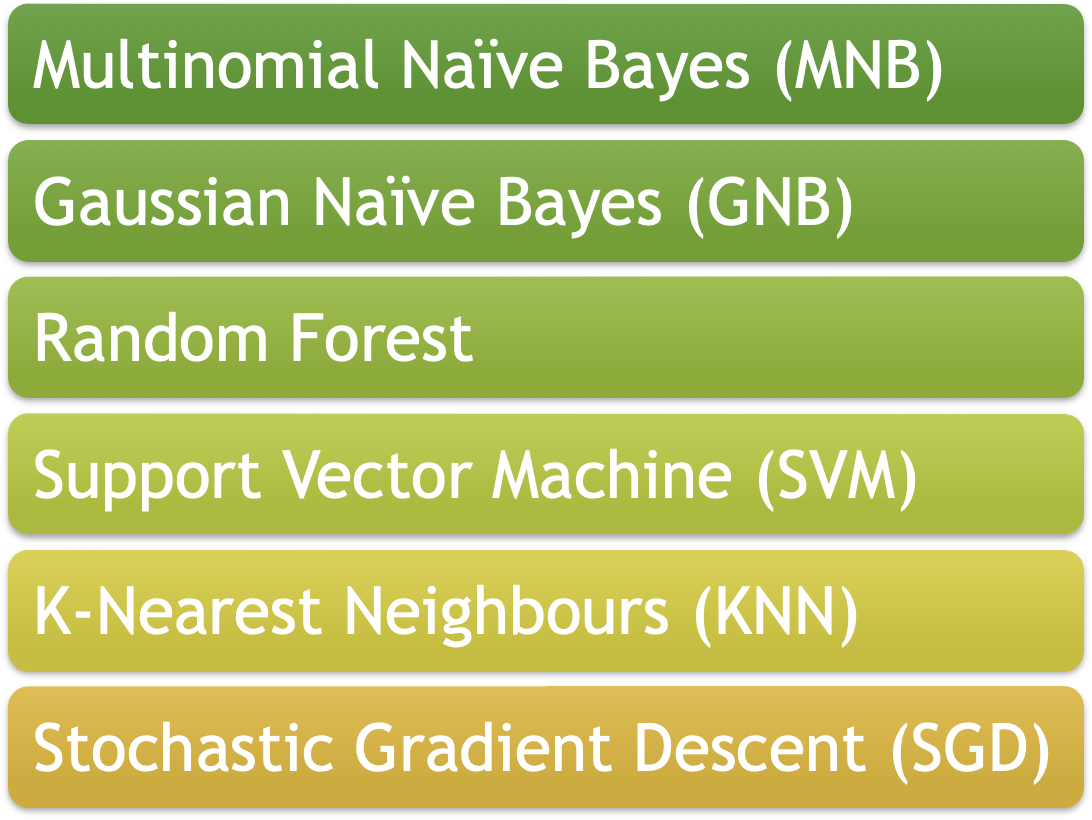 Multinomial Naïve Bayes (MNB)
Gaussian Naïve Bayes (GNB)
Random Forest
Support Vector Machine (SVM)
K-Nearest Neighbours (KNN)
Stochastic Gradient Descent (SGD)